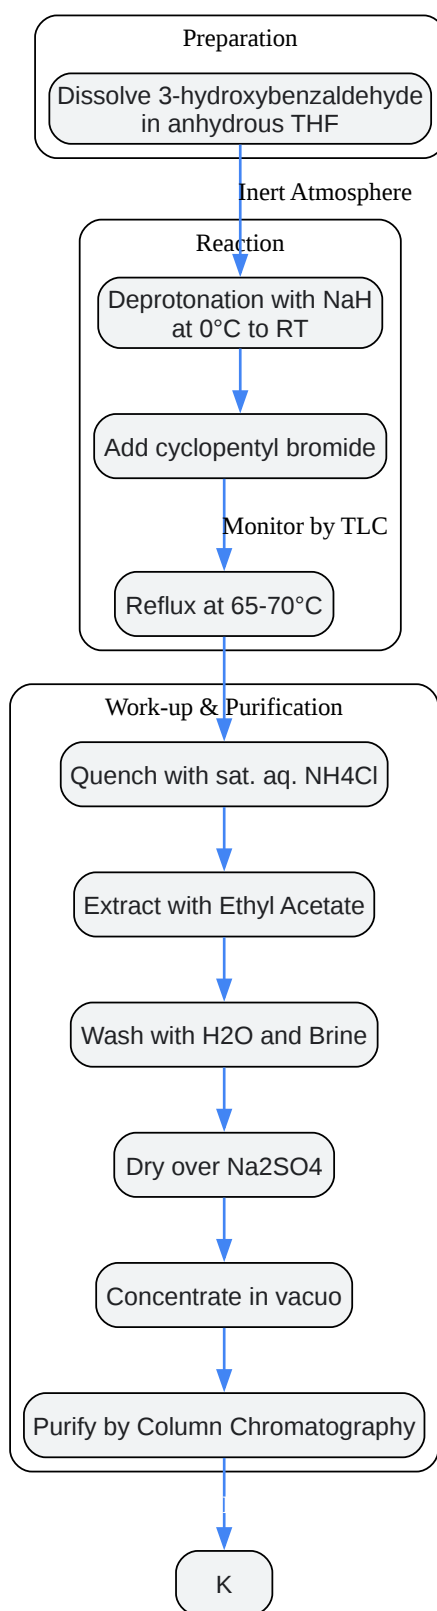 Preparation
Dissolve 3-hydroxybenzaldehyde
in anhydrous THF
Inert Atmosphere
Reaction
Deprotonation with NaH
at 0°C to RT
Add cyclopentyl bromide
Monitor by TLC
Reflux at 65-70°C
Work-up & Purification
Quench with sat. aq. NH4Cl
Extract with Ethyl Acetate
Wash with H2O and Brine
Dry over Na2SO4
Concentrate in vacuo
Purify by Column Chromatography
K